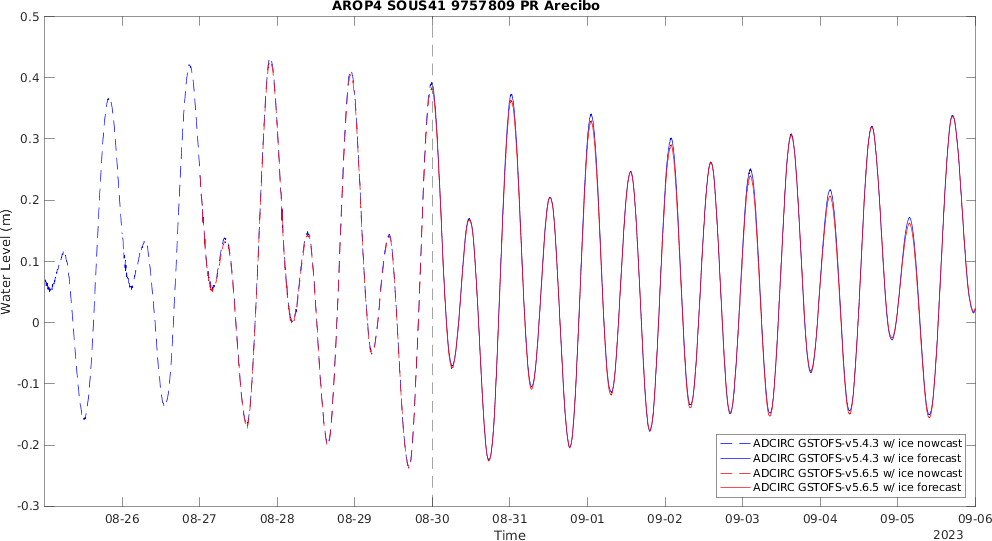 AROP4 SOUS41 9757809 PR Arecibo
0.5
0.4
0.3
0.2
0.1
0
-0.1
-0.2
-0.3
Water Level (m)
08-26 08-27 08-28 08-29 08-30 08-31 09-01 09-02 09-03 09-04 09-05 09-06
Time
2023
ADCIRC GSTOFS-v5.4.3 w/ ice nowcast
ADCIRC GSTOFS-v5.4.3 w/ ice forecast
ADCIRC GSTOFS-v5.6.5 w/ ice nowcast
ADCIRC GSTOFS-v5.6.5 w/ ice forecast